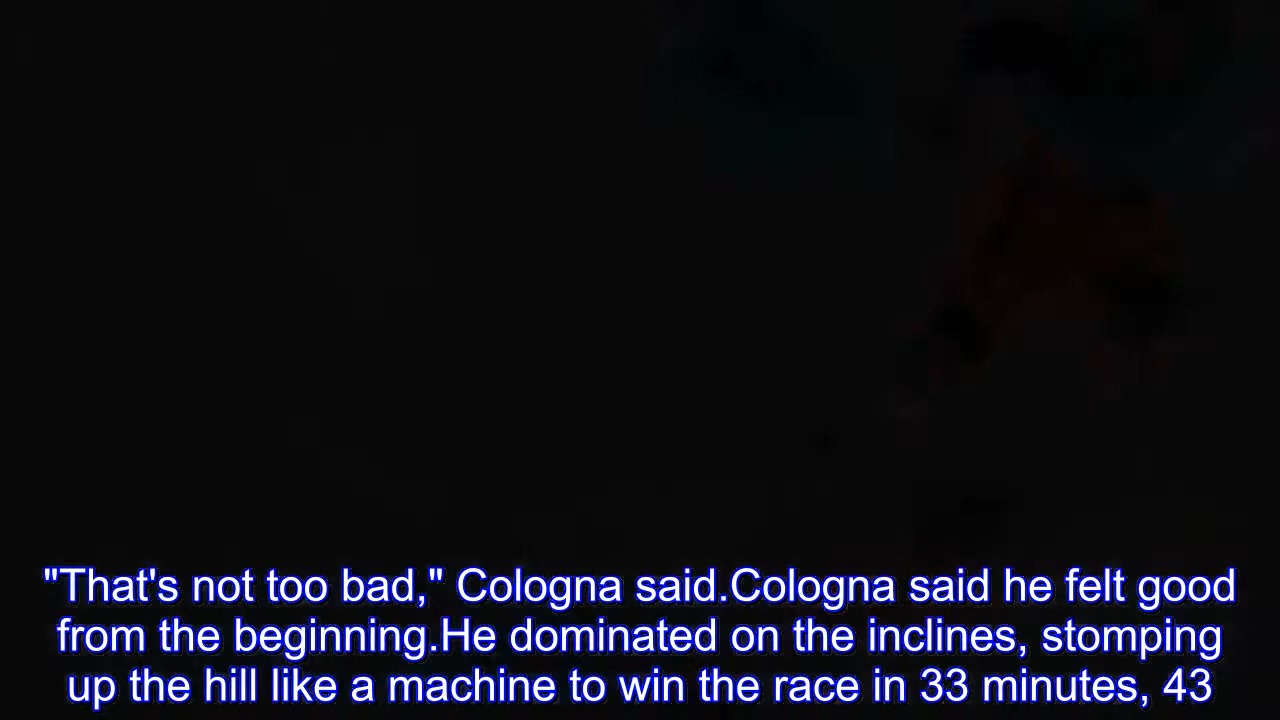 "That's not too bad," Cologna said.Cologna said he felt good
from the beginning.He dominated on the inclines, stomping
up the hill like a machine to win the race in 33 minutes, 43